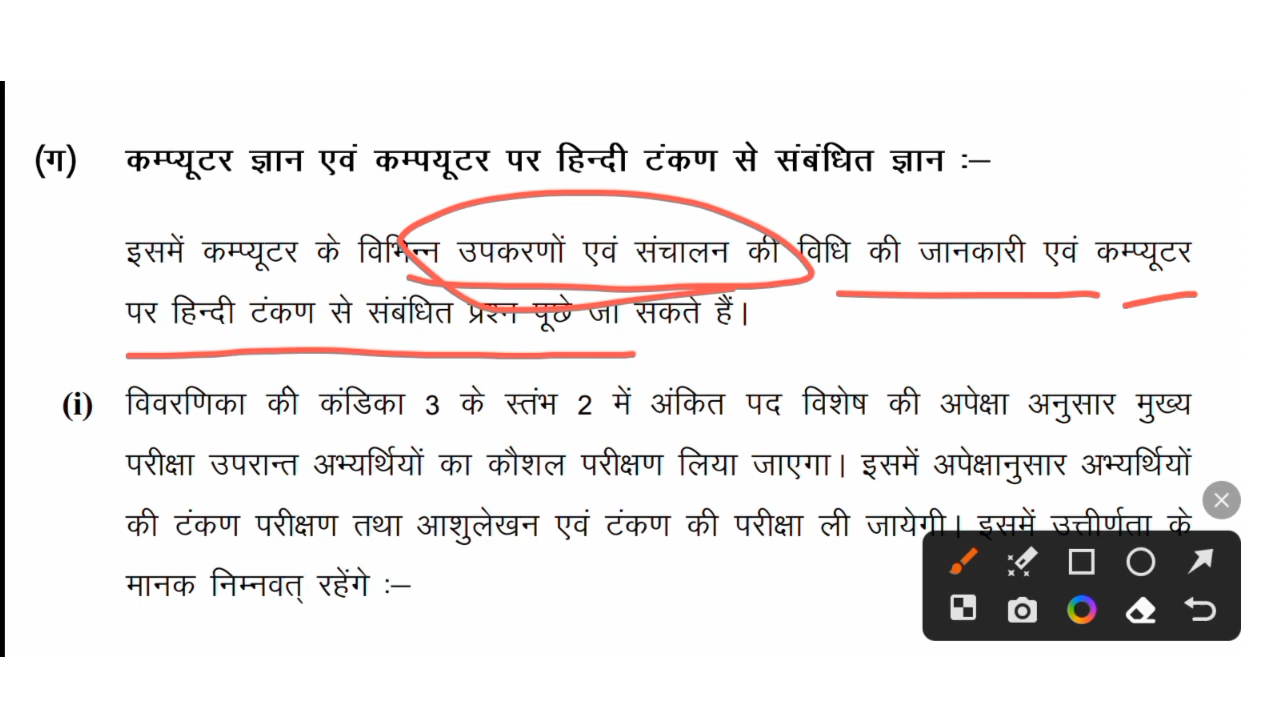 (ग) कम्प्यूटर ज्ञान एवं कम्पयूटर पर हिन्दी टंकण से संबंधित ज्ञान :–
इसमें कम्प्यूटर के विभिन्न उपकरणों एवं संचालन की विधि की जानकारी एवं कम्प्यूटर
पर हिन्दी टंकण से संबंधित प्रश्न पूछे जा सकते हैं।
(i) विवरणिका की कंडिका 3 के स्तंभ 2 में अंकित पद विशेष की अपेक्षा अनुसार मुख्य
परीक्षा उपरान्त अभ्यर्थियों का कौशल परीक्षण लिया जाएगा। इसमें अपेक्षानुसार अभ्यर्थियों
की टंकण परीक्षण तथा आशुलेखन एवं टंकण की परीक्षा ली जायेगी। इसमें उत्तीर्णता के
मानक निम्नवत् रहेंगे :–